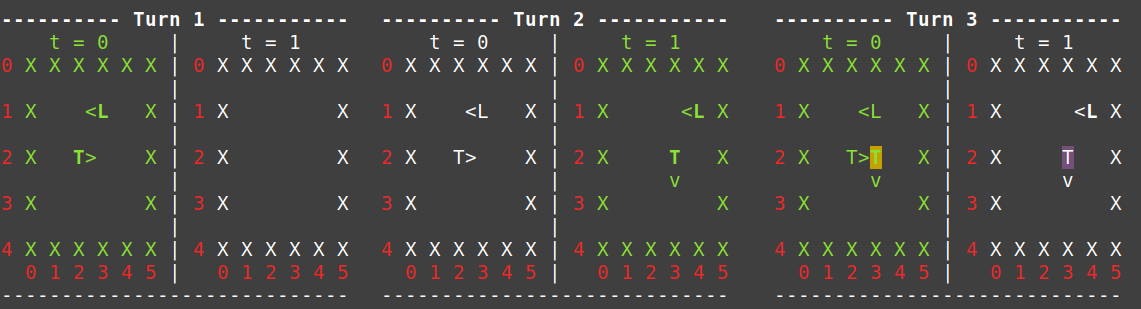 ---------- Turn 1 -----------   ---------- Turn 2 -----------   ---------- Turn 3 -----------
    t = 0     |     t = 1           t = 0     |     t = 1           t = 0     |     t = 1
0 X X X X X X | 0 X X X X X X   0 X X X X X X | 0 X X X X X X   0 X X X X X X | 0 X X X X X X
              |                               |                               |
1 X    <L   X | 1 X         X   1 X    <L   X | 1 X      <L X   1 X    <L   X | 1 X      <L X
              |                               |                               |
2 X   T>    X | 2 X         X   2 X   T>    X | 2 X     T   X   2 X   T>T   X | 2 X     T   X
              |                               |         v               v     |         v
3 X         X | 3 X         X   3 X         X | 3 X         X   3 X         X | 3 X         X
              |                               |                               |
4 X X X X X X | 4 X X X X X X   4 X X X X X X | 4 X X X X X X   4 X X X X X X | 4 X X X X X X
  0 1 2 3 4 5 |   0 1 2 3 4 5     0 1 2 3 4 5 |   0 1 2 3 4 5     0 1 2 3 4 5 |   0 1 2 3 4 5
-----------------------------   -----------------------------   -----------------------------